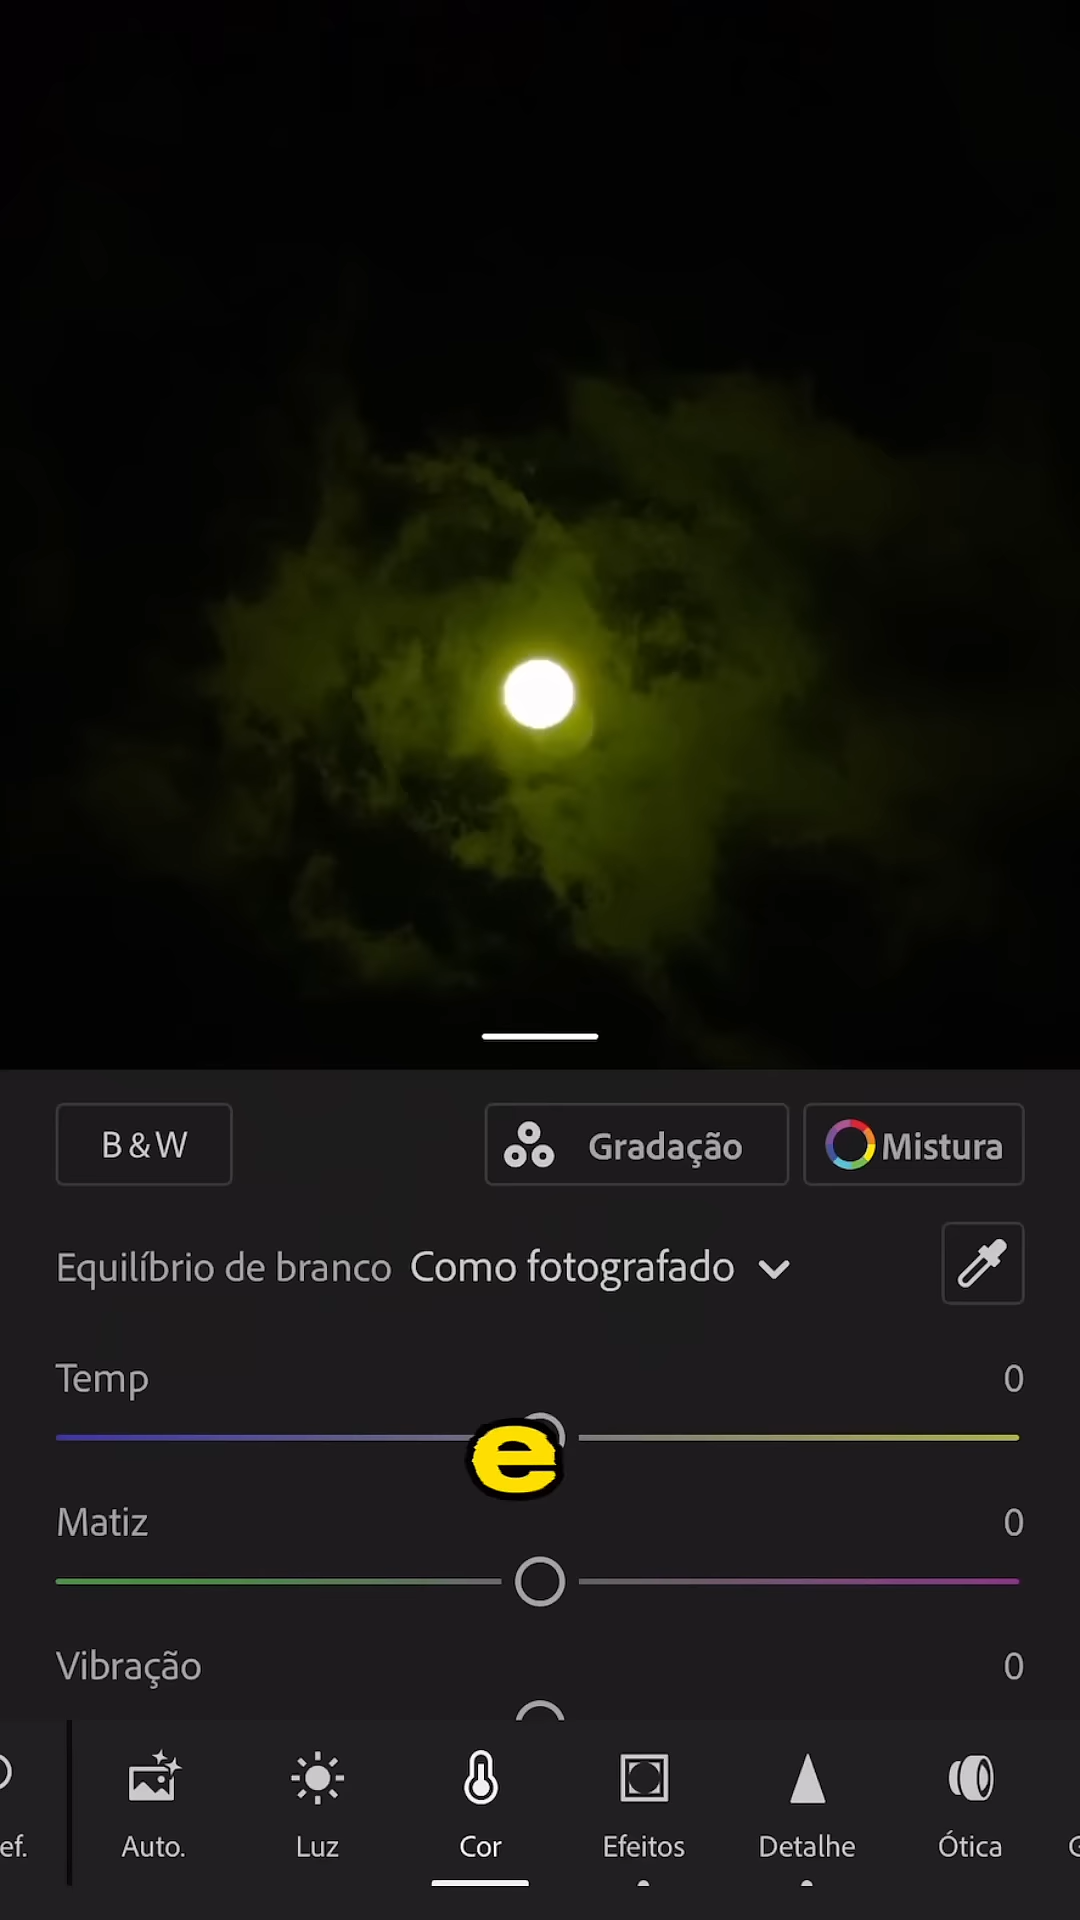 B&W
Gradação
Mistura
Equilíbrio de branco Como fotografado
Temp 0
e
Matiz 0
Vibração 0
ef.
Auto.
Luz
Cor
Efeitos
Detalhe
Ótica